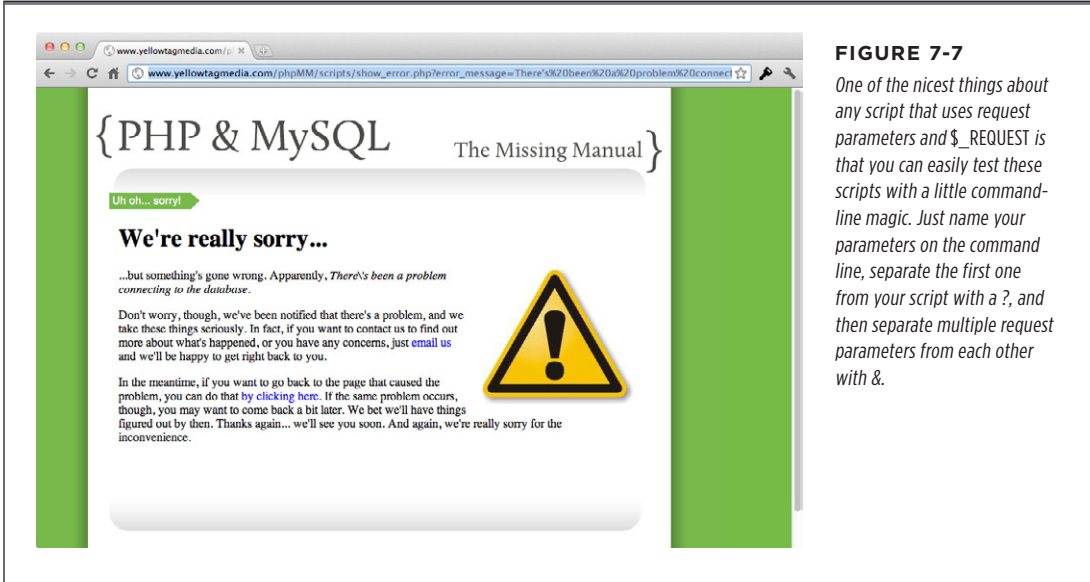 www.yellowtagmedia.com/p
www.yellowtagmedia.com/phpMM/scripts/show_error.php?error_message=There's%20been%20a%20problem%20connect
{PHP & MySQL
The Missing Manual}
Uh oh... sorry!
We're really sorry...
...but something's gone wrong. Apparently, There\'s been a problem
connecting to the database.
Don't worry, though, we've been notified that there's a problem, and we
take these things seriously. In fact, if you want to contact us to find out
more about what's happened, or you have any concerns, just email us
and we'll be happy to get right back to you.
In the meantime, if you want to go back to the page that caused the
problem, you can do that by clicking here. If the same problem occurs,
though, you may want to come back a bit later. We bet we'll have things
figured out by then. Thanks again... we'll see you soon. And again, we're really sorry for the
inconvenience.
FIGURE 7-7
One of the nicest things about
any script that uses request
parameters and $_REQUEST is
that you can easily test these
scripts with a little command-
line magic. Just name your
parameters on the command
line, separate the first one
from your script with a ?, and
then separate multiple request
parameters from each other
with &.